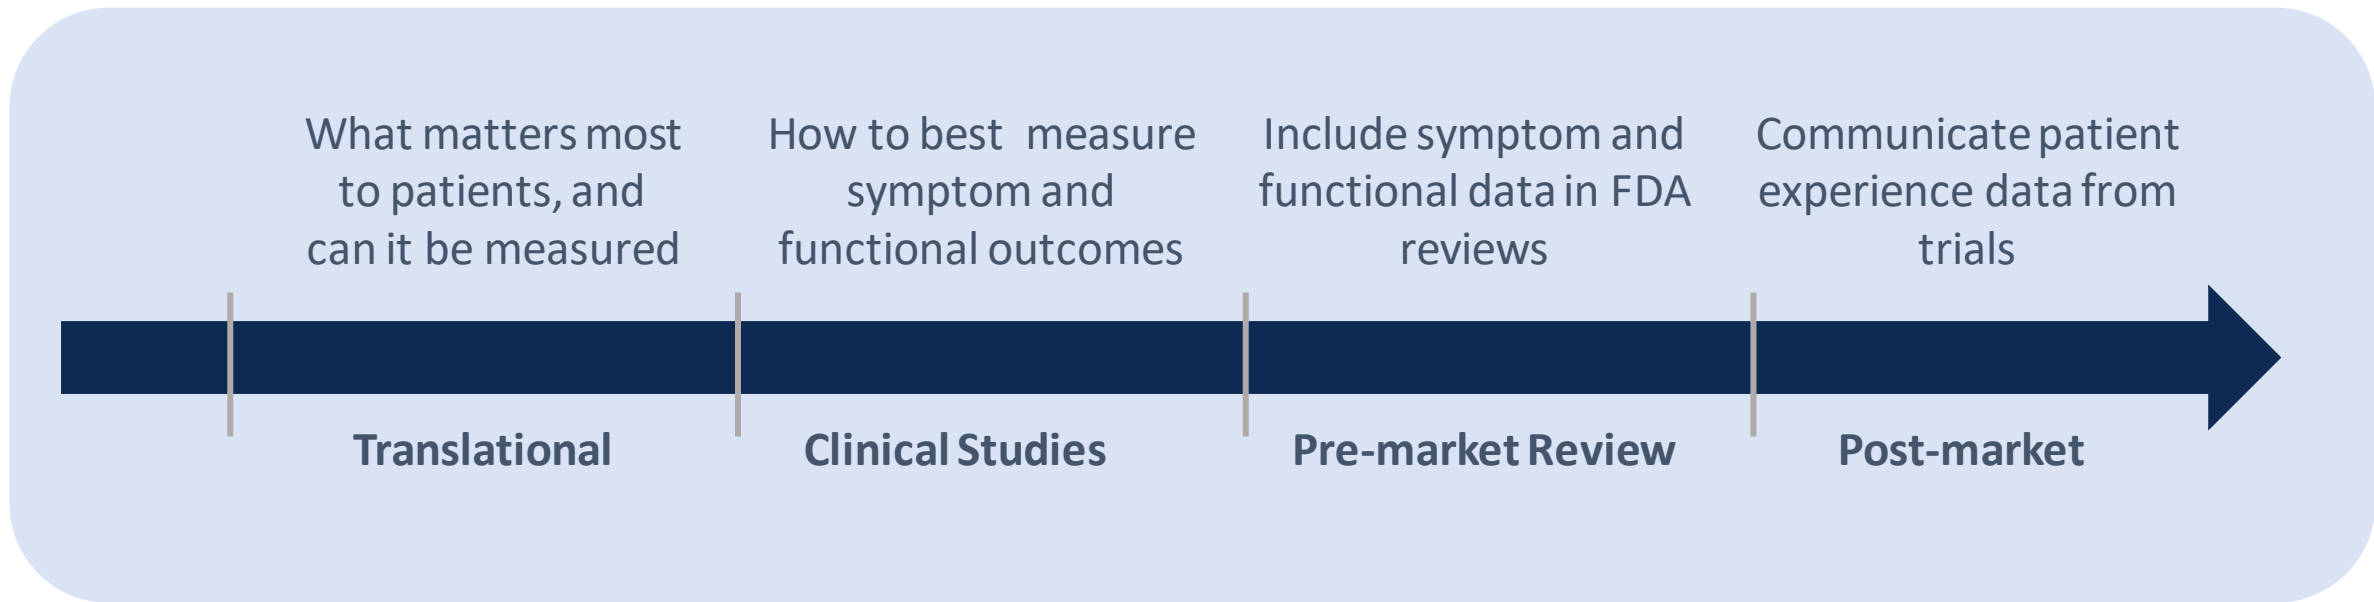 What matters most
to patients, and
can it be measured
How to best measure
symptom and
functional outcomes
Include symptom and
functional data in FDA
reviews
Communicate patient
experience data from
trials
Translational
Clinical Studies
Pre-market Review
Post-market